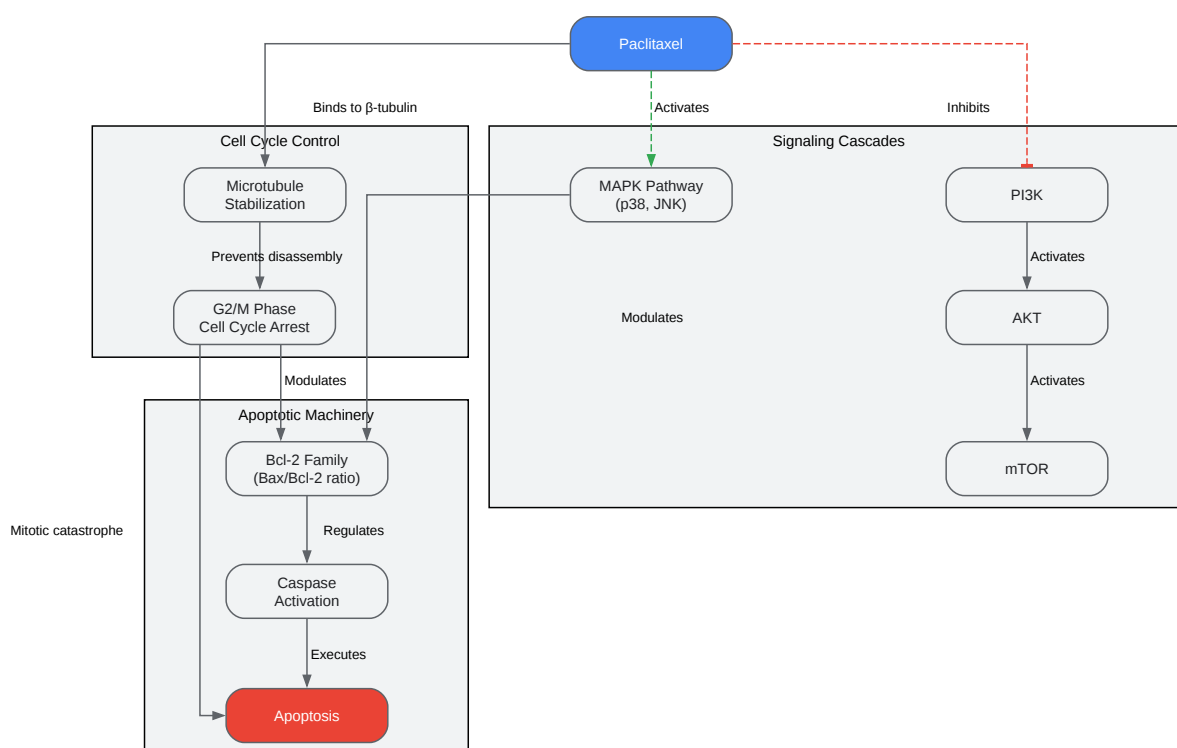 Paclitaxel
Binds to β-tubulin
Activates
Inhibits
Cell Cycle Control
Signaling Cascades
Microtubule
Stabilization
MAPK Pathway
(p38, JNK)
PI3K
Prevents disassembly
Activates
G2/M Phase
Cell Cycle Arrest
Modulates
AKT
Modulates
Activates
Apoptotic Machinery
Bcl-2 Family
(Bax/Bcl-2 ratio)
mTOR
Mitotic catastrophe
Regulates
Caspase
Activation
Executes
Apoptosis